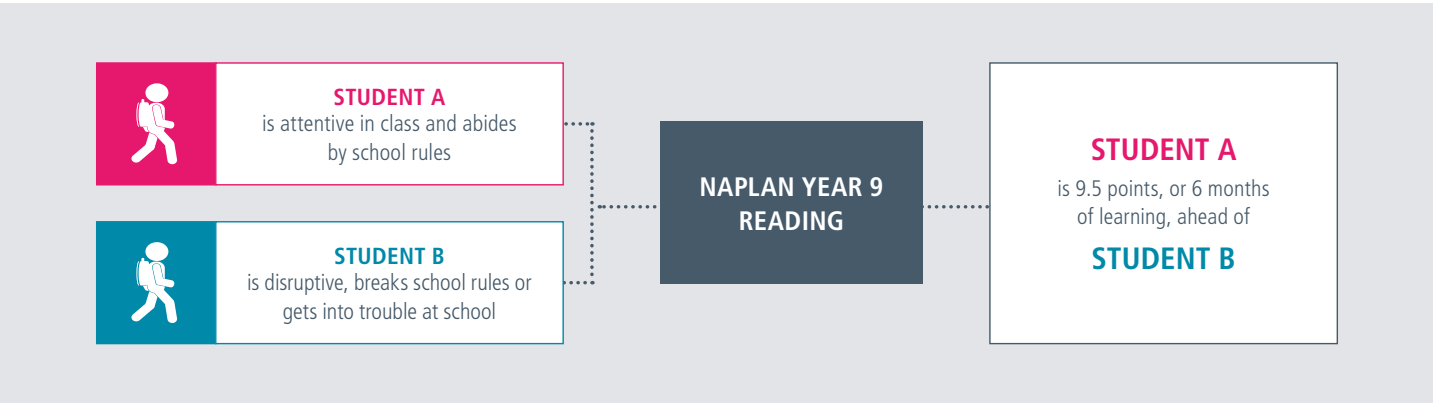 STUDENT A
is attentive in class and abides
by school rules
STUDENT B
is disruptive, breaks school rules or
gets into trouble at school
NAPLAN YEAR 9
READING
STUDENT A
is 9.5 points, or 6 months
of learning, ahead of
STUDENT B